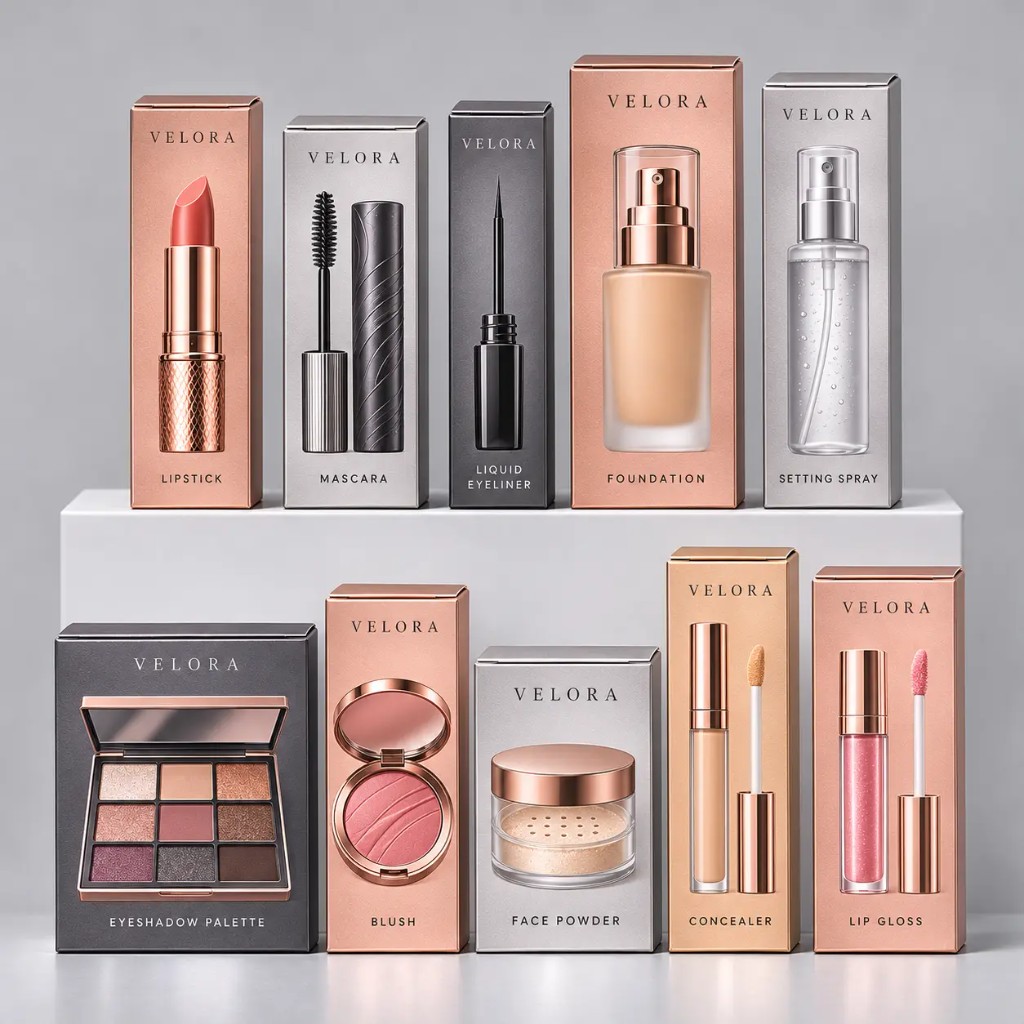 VELORA
LIPSTICK
VELORA
MASCARA
VELORA
LIQUID
EYELINER
VELORA
FOUNDATION
VELORA
SETTING SPRAY
VELORA
EYESHADOW PALETTE
VELORA
BLUSH
VELORA
FACE POWDER
VELORA
CONCEALER
VELORA
LIP GLOSS